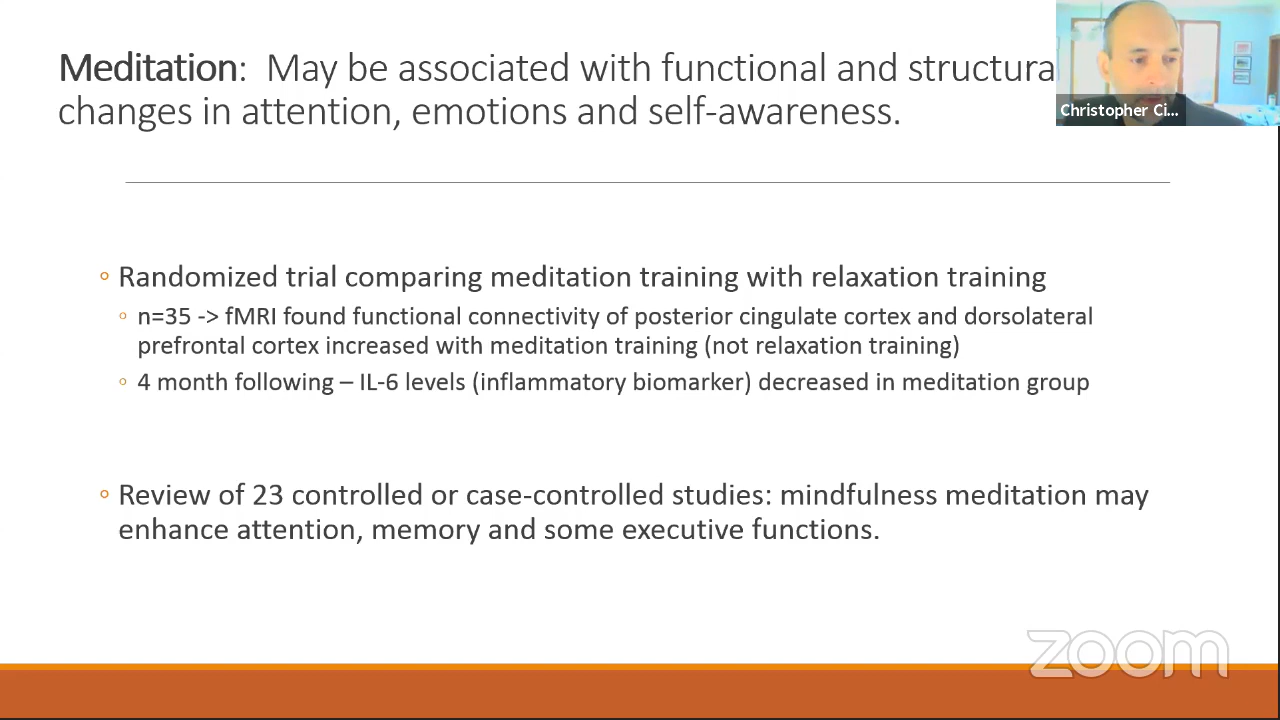 Meditation: May be associated with functional and structura
changes in attention, emotions and self-awareness.
Christopher Ci...
◦ Randomized trial comparing meditation training with relaxation training
◦ n=35 -> fMRI found functional connectivity of posterior cingulate cortex and dorsolateral
prefrontal cortex increased with meditation training (not relaxation training)
◦ 4 month following – IL-6 levels (inflammatory biomarker) decreased in meditation group
◦ Review of 23 controlled or case-controlled studies: mindfulness meditation may
enhance attention, memory and some executive functions.
zoom